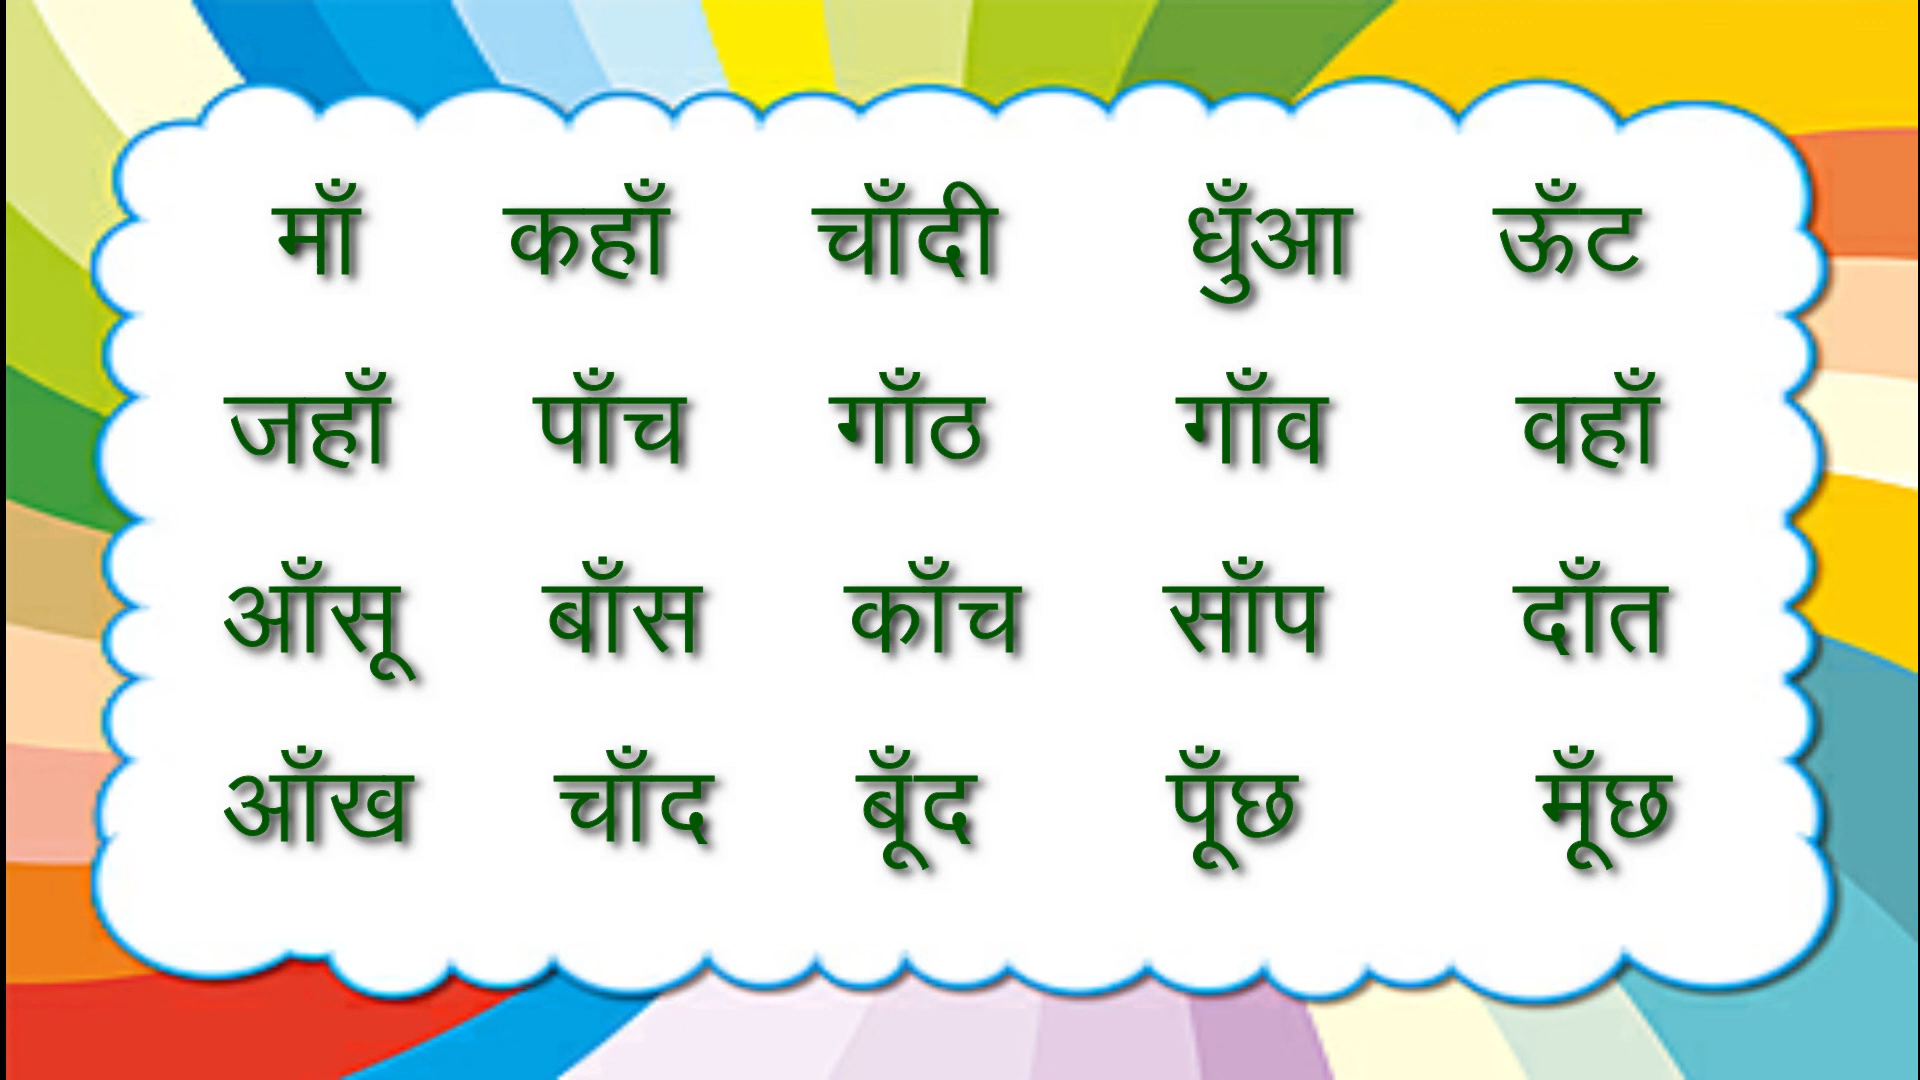 माँ कहाँ चाँदी धुँआ ऊँट
जहाँ पाँच गाँठ गाँव वहाँ
आँसू बाँस काँच साँप दाँत
आँख चाँद बूँद पूँछ मूँछ